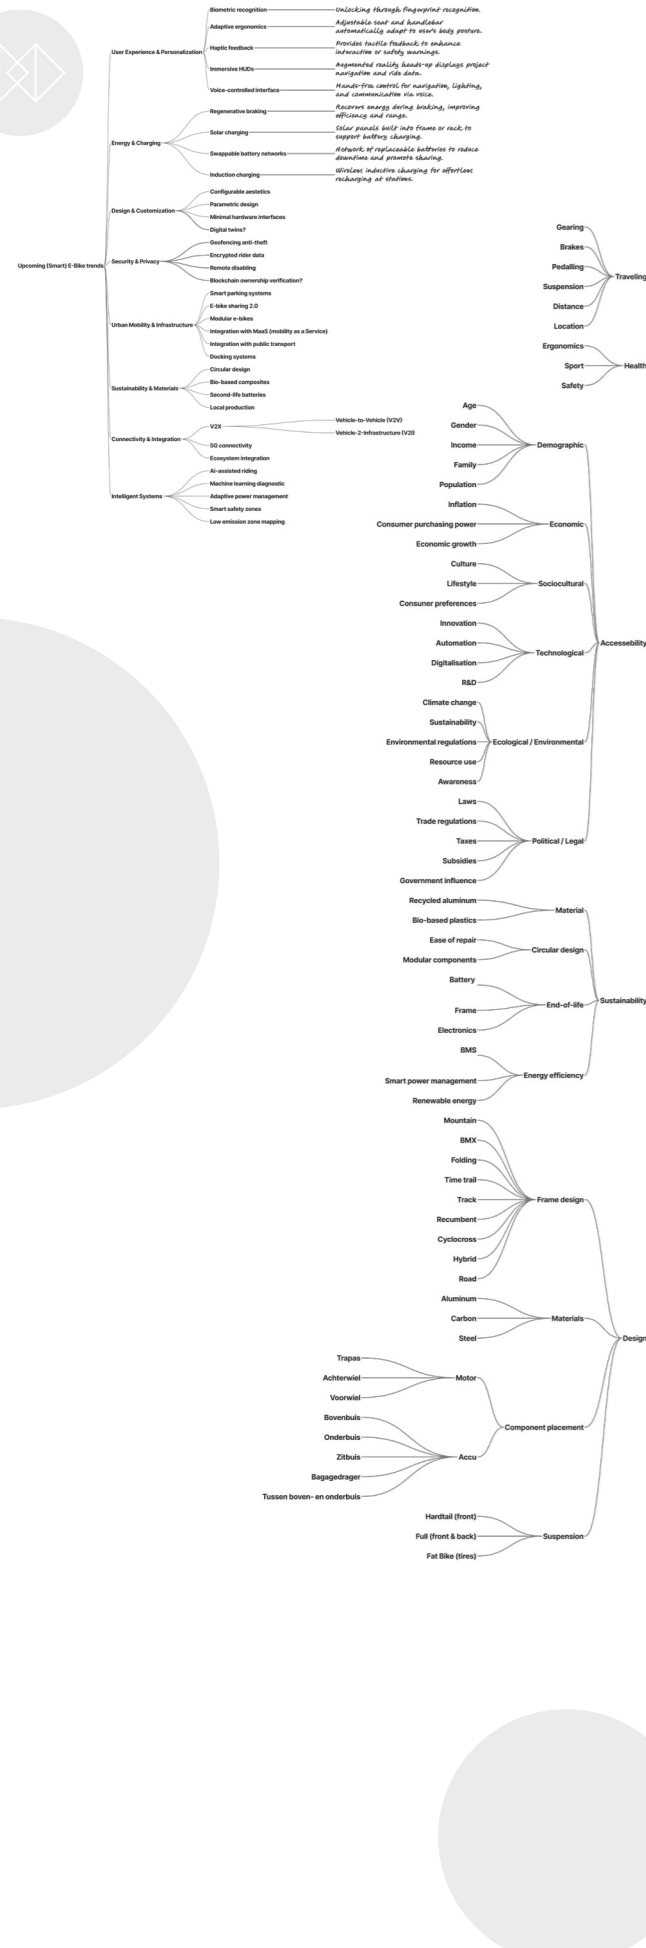 Upcoming (Smart) E-Bike trends
User Experience & Personalization
Biometric recognition
Unlocking through fingerprint recognition.
Adaptive ergonomics
Adjustable seat and handlebar
automatically adapt to user's body posture.
Haptic feedback
Provides tactile feedback to enhance
interaction or safety warnings.
Immersive HUDs
Augmented reality heads-up displays project
navigation and ride data.
Voice-controlled interface
Hands-free control for navigation, lighting,
and communication via voice.
Energy & Charging
Regenerative braking
Recovers energy during braking, improving
efficiency and range.
Solar charging
Solar panels built into frame or rack to
support battery charging.
Swappable battery networks
Network of replaceable batteries to reduce
downtime and promote sharing.
Induction charging
Wireless inductive charging for effortless
recharging at stations.
Design & Customization
Configurable aestetics
Parametric design
Minimal hardware interfaces
Digital twins?
Security & Privacy
Geofencing anti-theft
Encrypted rider data
Remote disabling
Blockchain ownership verification?
Urban Mobility & Infrastructure
Smart parking systems
E-bike sharing 2.0
Modular e-bikes
Integration with MaaS (mobility as a Service)
Integration with public transport
Docking systems
Sustainability & Materials
Circular design
Bio-based composites
Second-life batteries
Local production
Connectivity & Integration
V2X
Vehicle-to-Vehicle (V2V)
Vehicle-2-Infrastructure (V2I)
5G connectivity
Ecosystem integration
Intelligent Systems
Ai-assisted riding
Machine learning diagnostic
Adaptive power management
Smart safety zones
Low emission zone mapping
Traveling
Gearing
Brakes
Pedalling
Suspension
Distance
Location
Health
Ergonomics
Sport
Safety
Accessebility
Demographic
Age
Gender
Income
Family
Population
Economic
Inflation
Consumer purchasing power
Economic growth
Sociocultural
Culture
Lifestyle
Consuner preferences
Technological
Innovation
Automation
Digitalisation
R&D
Ecological / Environmental
Climate change
Sustainability
Environmental regulations
Resource use
Awareness
Political / Legal
Laws
Trade regulations
Taxes
Subsidies
Government influence
Sustainability
Material
Recycled aluminum
Bio-based plastics
Circular design
Ease of repair
Modular components
End-of-life
Battery
Frame
Electronics
Energy efficiency
BMS
Smart power management
Renewable energy
Design
Frame design
Mountain
BMX
Folding
Time trail
Track
Recumbent
Cyclocross
Hybrid
Road
Materials
Aluminum
Carbon
Steel
Component placement
Motor
Trapas
Achterwiel
Voorwiel
Accu
Bovenbuis
Onderbuis
Zitbuis
Bagagedrager
Tussen boven- en onderbuis
Suspension
Hardtail (front)
Full (front & back)
Fat Bike (tires)